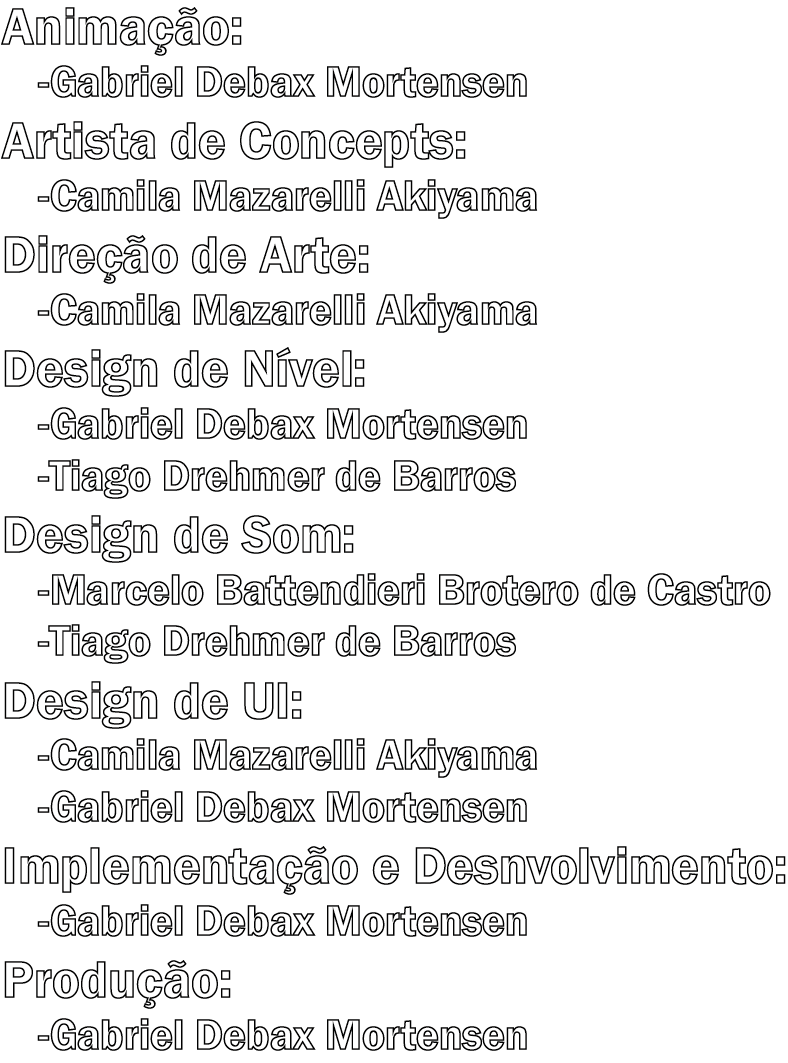 Animação:
-Gabriel Debax Mortensen
Artista de Concepts:
-Camila Mazarelli Akiyama
Direção de Arte:
-Camila Mazarelli Akiyama
Design de Nível:
-Gabriel Debax Mortensen
-Tiago Drehmer de Barros
Design de Som:
-Marcelo Battendieri Brotero de Castro
-Tiago Drehmer de Barros
Design de UI:
-Camila Mazarelli Akiyama
-Gabriel Debax Mortensen
Implementação e Desnvolvimento:
-Gabriel Debax Mortensen
Produção:
-Gabriel Debax Mortensen